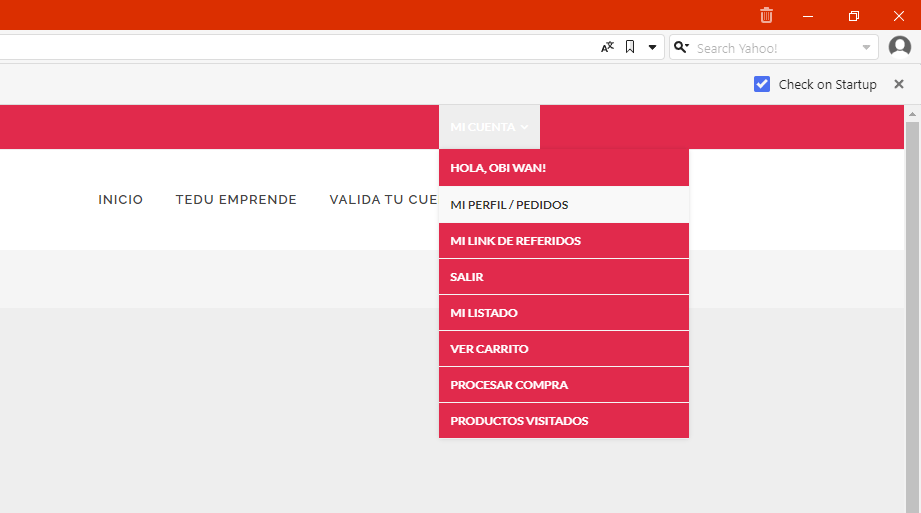 Search Yahoo!
Check on Startup
MI CUENTA
HOLA, OBI WAN!
INICIO TEDU EMPRENDE VALIDA TU CUE
MI PERFIL / PEDIDOS
MI LINK DE REFERIDOS
SALIR
MI LISTADO
VER CARRITO
PROCESAR COMPRA
PRODUCTOS VISITADOS